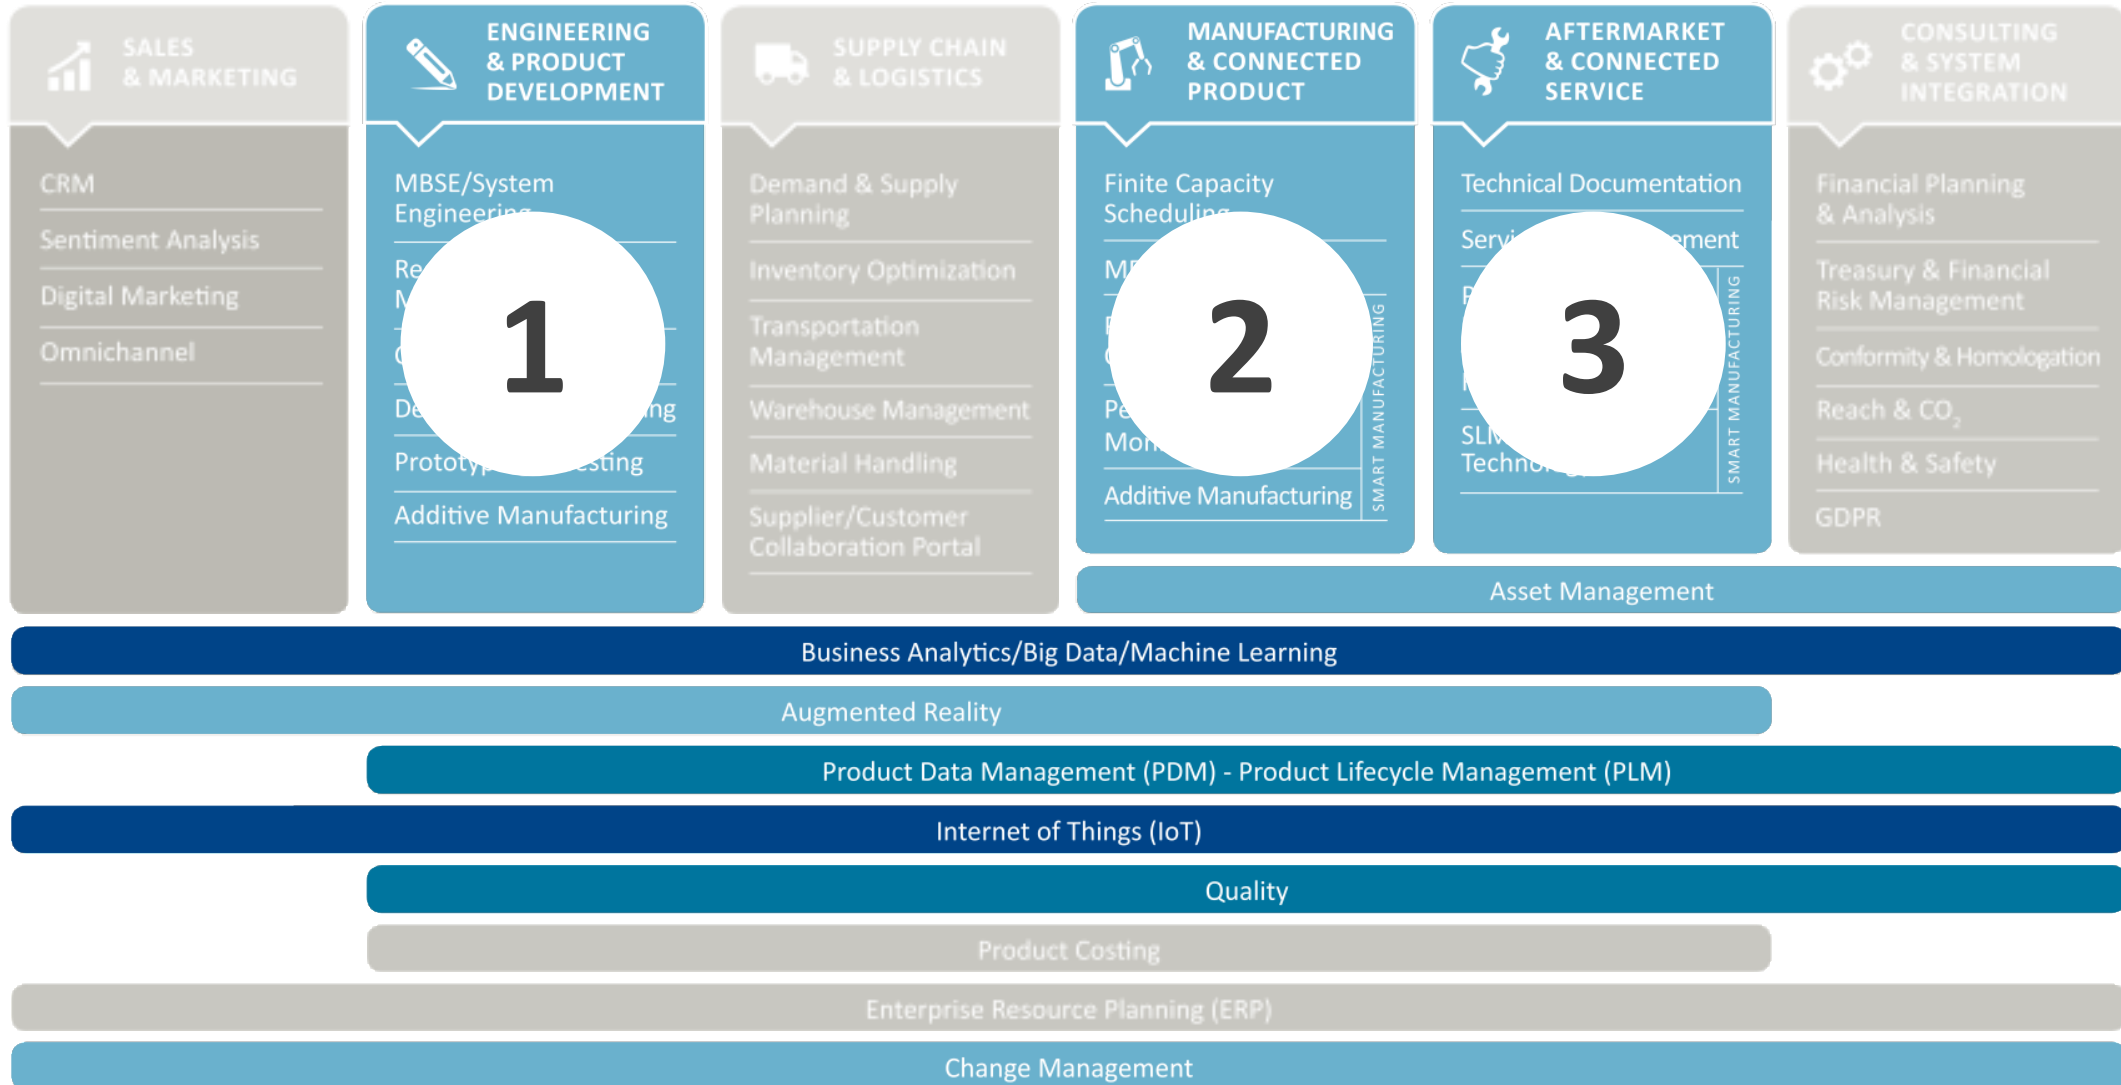 SALES
& MARKETING
CRM
Sentiment Analysis
Digital Marketing
Omnichannel
ENGINEERING
& PRODUCT
DEVELOPMENT
MBSE/System
Engineering
1
Additive Manufacturing
SUPPLY CHAIN
& LOGISTICS
Demand & Supply
Planning
Inventory Optimization
Transportation
Management
Warehouse Management
Material Handling
Supplier/Customer
Collaboration Portal
MANUFACTURING
& CONNECTED
PRODUCT
Finite Capacity
Scheduling
2
Additive Manufacturing
SMART MANUFACTURING
AFTERMARKET
& CONNECTED
SERVICE
Technical Documentation
3
SMART MANUFACTURING
CONSULTING
& SYSTEM
INTEGRATION
Financial Planning
& Analysis
Treasury & Financial
Risk Management
Conformity & Homologation
Reach & CO₂
Health & Safety
GDPR
Asset Management
Business Analytics/Big Data/Machine Learning
Augmented Reality
Product Data Management (PDM) - Product Lifecycle Management (PLM)
Internet of Things (IoT)
Quality
Product Costing
Enterprise Resource Planning (ERP)
Change Management